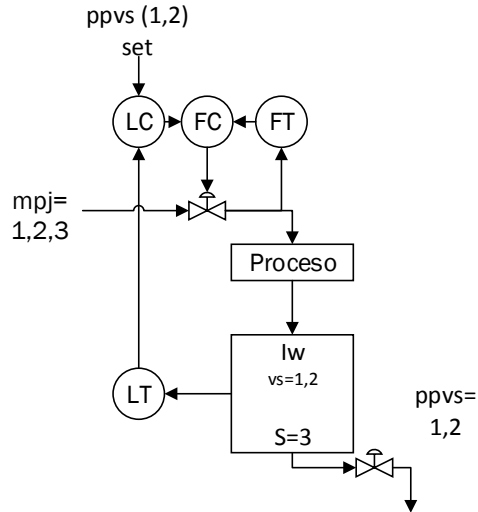 ppvs (1,2)
set
LC
FC
FT
mpj=
1,2,3
Proceso
Iw
vs=1,2
LT
S=3
ppvs=
1,2